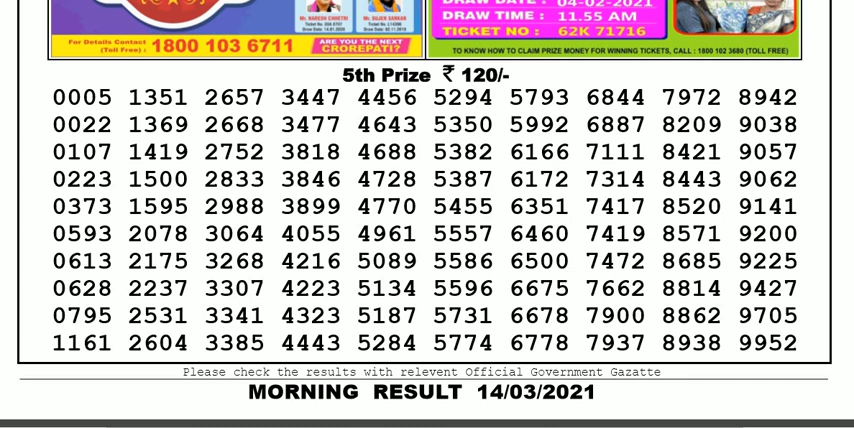 DRAW DATE : 04-02-2021
DRAW TIME : 11.55 AM
TICKET NO : 62K 71716
Mr. NARESH CHHETRI
Mr. SUJEN SARKAR
For Details Contact
(Toll Free) : 1800 103 6711
ARE YOU THE NEXT
CROREPATI?
TO KNOW HOW TO CLAIM PRIZE MONEY FOR WINNING TICKETS, CALL : 1800 102 3680 (TOLL FREE)
5th Prize ₹ 120/-
0005 1351 2657 3447 4456 5294 5793 6844 7972 8942
0022 1369 2668 3477 4643 5350 5992 6887 8209 9038
0107 1419 2752 3818 4688 5382 6166 7111 8421 9057
0223 1500 2833 3846 4728 5387 6172 7314 8443 9062
0373 1595 2988 3899 4770 5455 6351 7417 8520 9141
0593 2078 3064 4055 4961 5557 6460 7419 8571 9200
0613 2175 3268 4216 5089 5586 6500 7472 8685 9225
0628 2237 3307 4223 5134 5596 6675 7662 8814 9427
0795 2531 3341 4323 5187 5731 6678 7900 8862 9705
1161 2604 3385 4443 5284 5774 6778 7937 8938 9952
Please check the results with relevent Official Government Gazatte
MORNING RESULT 14/03/2021